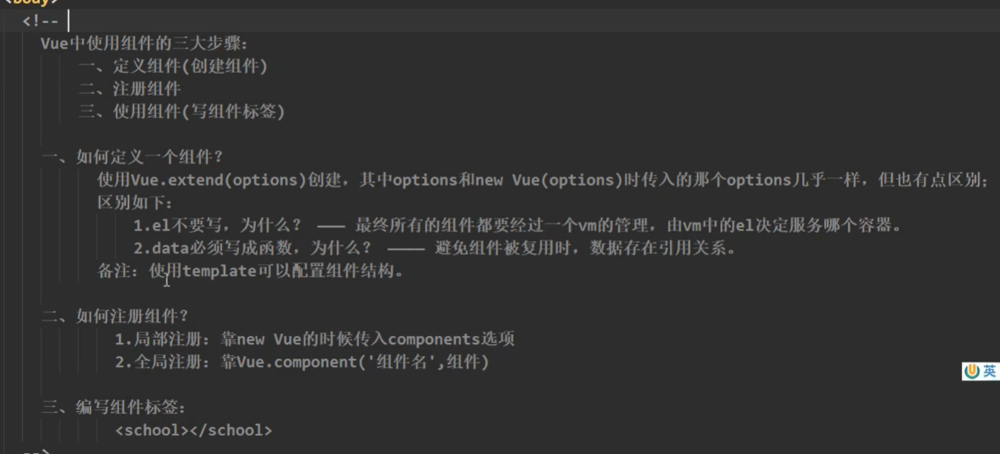 <body>
<!--
Vue中使用组件的三大步骤:
一、定义组件(创建组件)
二、注册组件
三、使用组件(写组件标签)
一、如何定义一个组件？
使用Vue.extend(options)创建，其中options和new Vue(options)时传入的那个options几乎一样，但也有点区别；
区别如下:
1.el不要写，为什么？ ——— 最终所有的组件都要经过一个vm的管理，由vm中的el决定服务哪个容器。
2.data必须写成函数，为什么？ ———— 避免组件被复用时，数据存在引用关系。
备注：使用template可以配置组件结构。
二、如何注册组件？
1.局部注册：靠new Vue的时候传入components选项
2.全局注册：靠Vue.component('组件名',组件)
英
三、编写组件标签:
<school></school>
-->